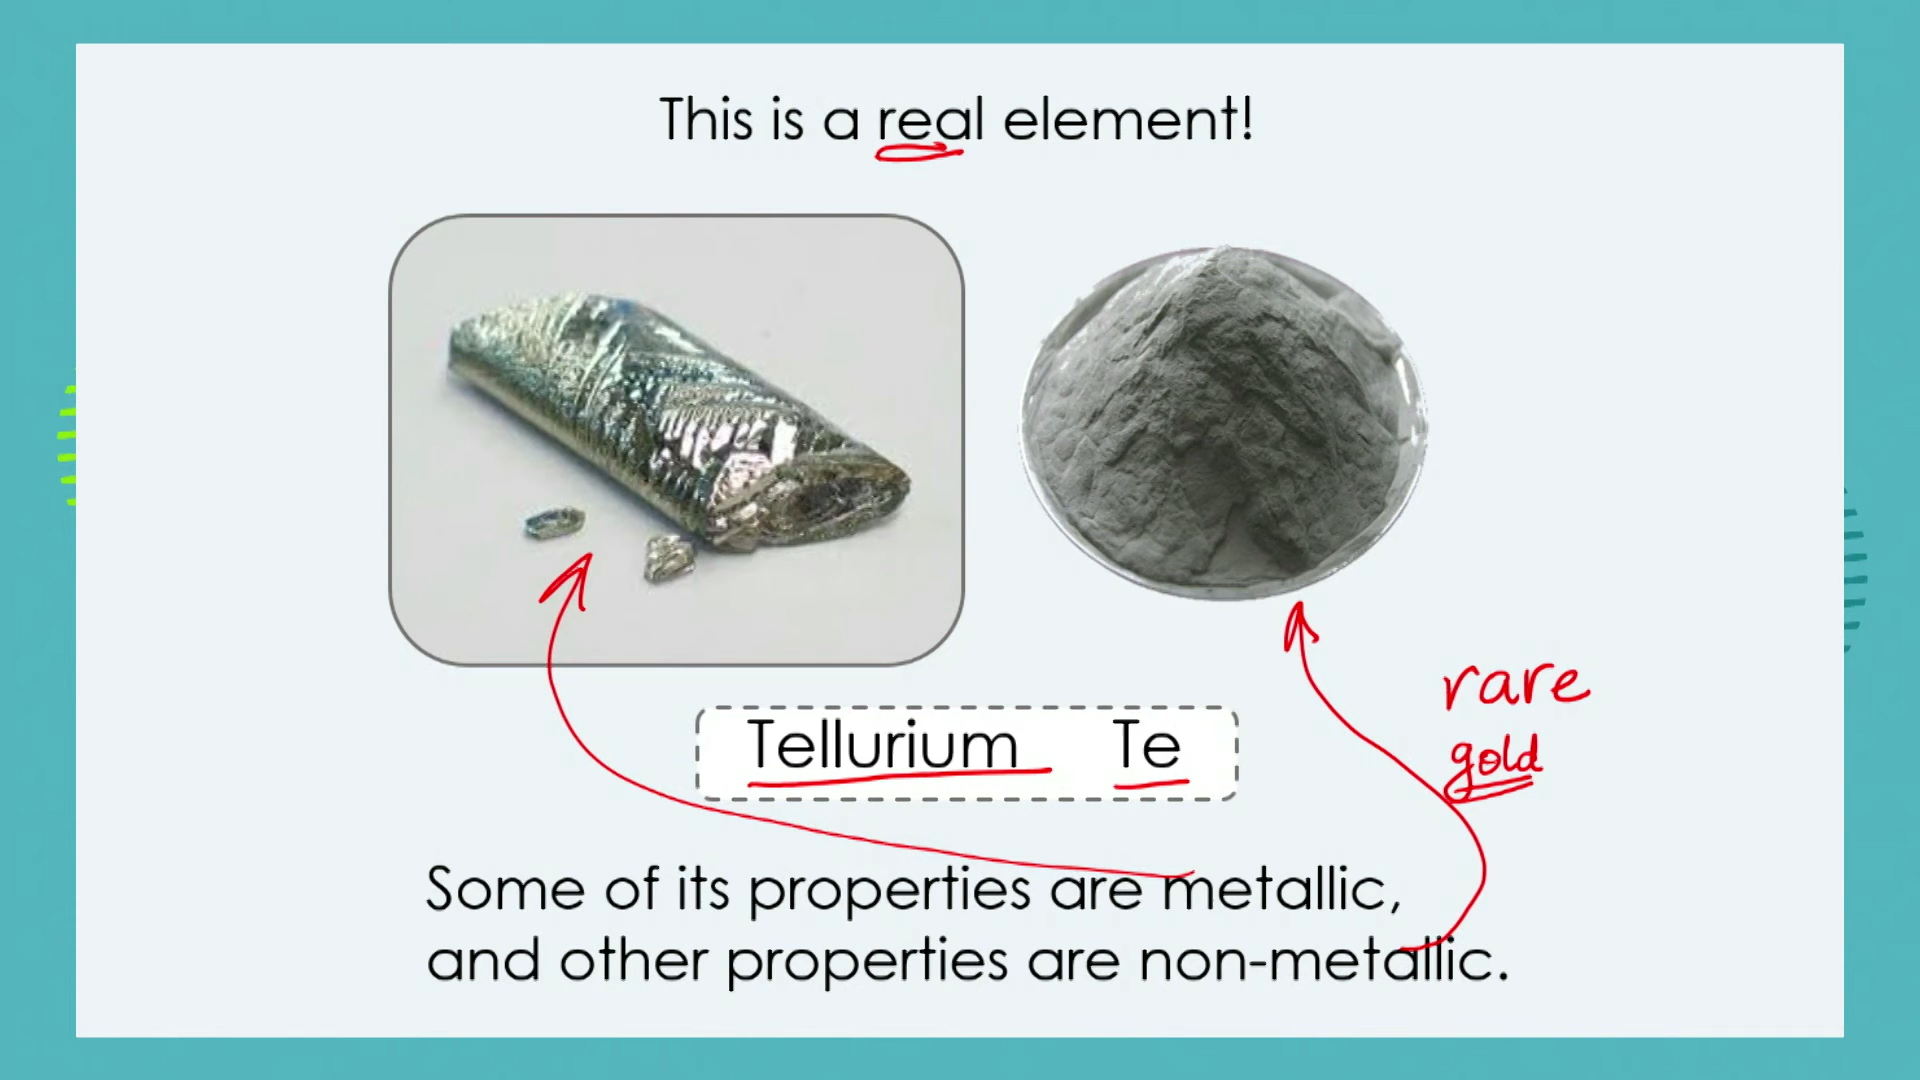 This is a real element!
rare
gold
Tellurium Te
Some of its properties are metallic,
and other properties are non-metallic.